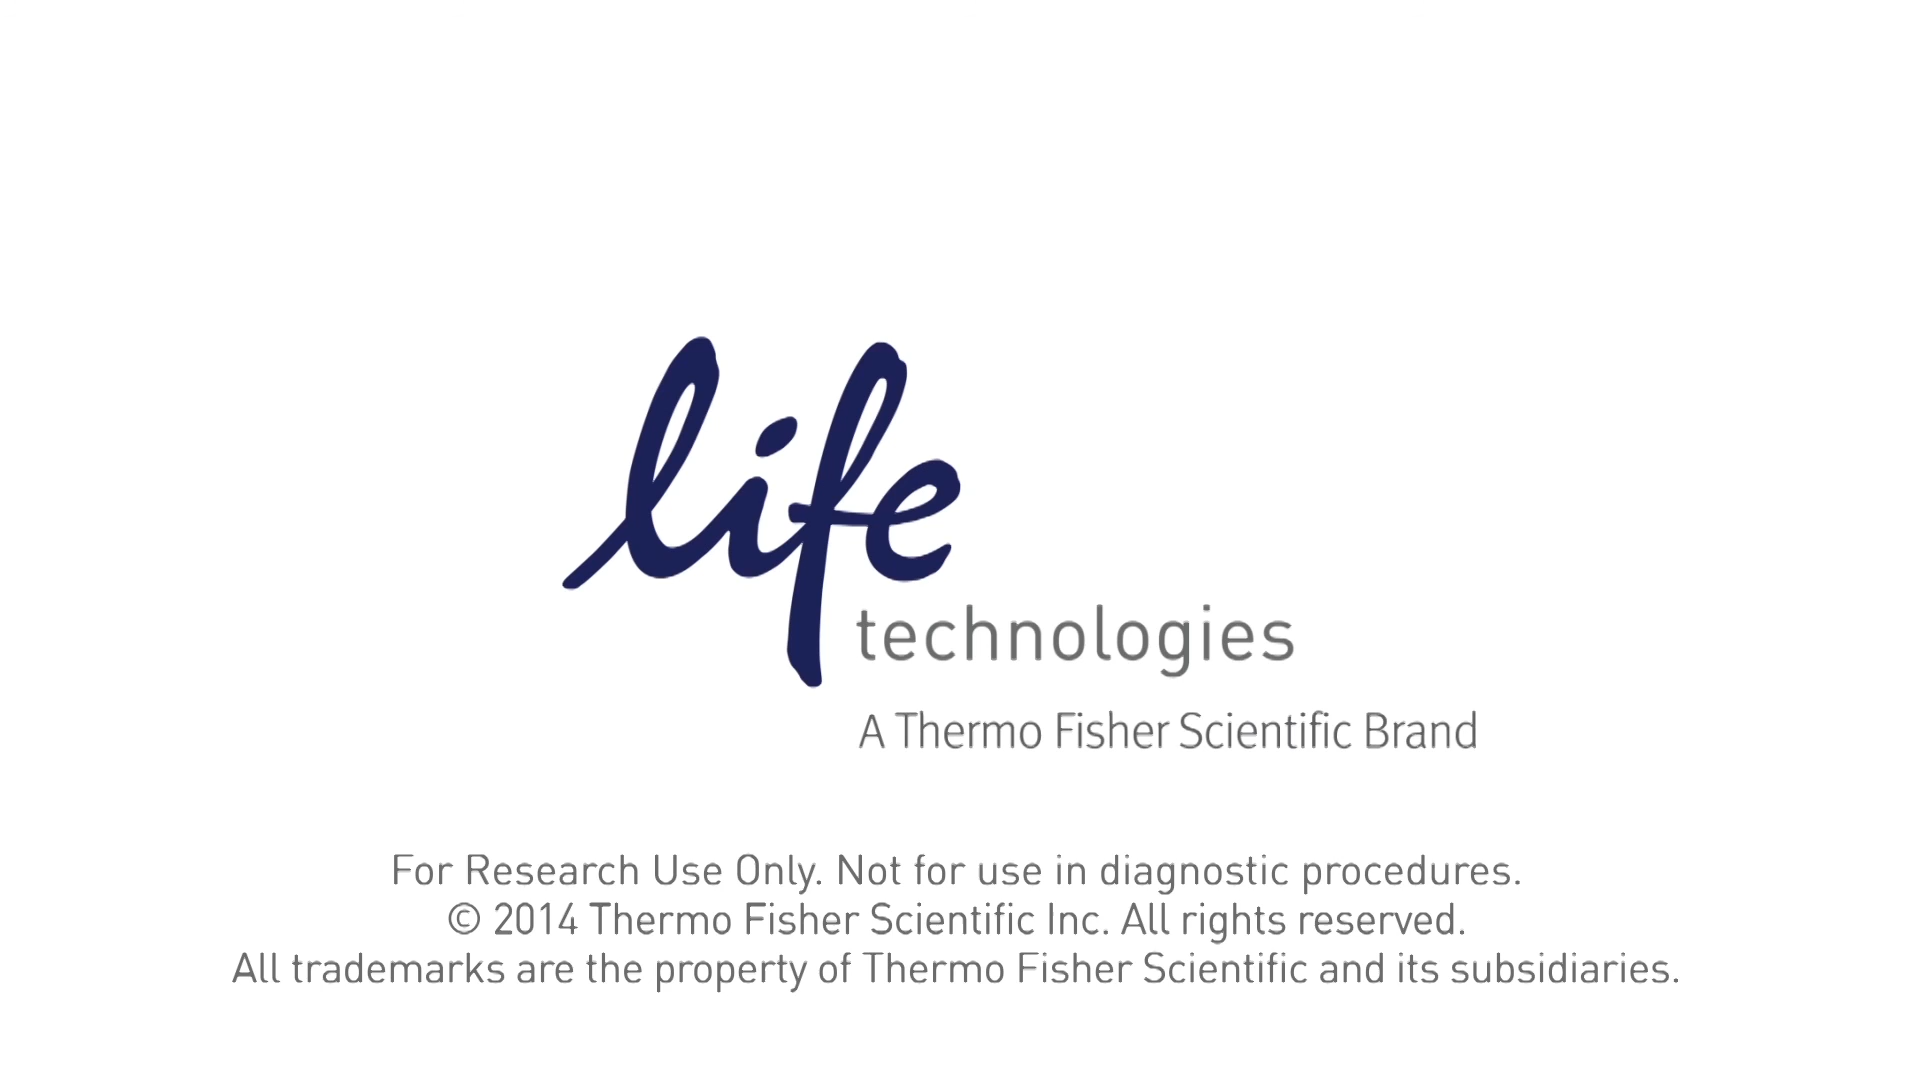 life
technologies
A Thermo Fisher Scientific Brand
For Research Use Only. Not for use in diagnostic procedures.
© 2014 Thermo Fisher Scientific Inc. All rights reserved.
All trademarks are the property of Thermo Fisher Scientific and its subsidiaries.